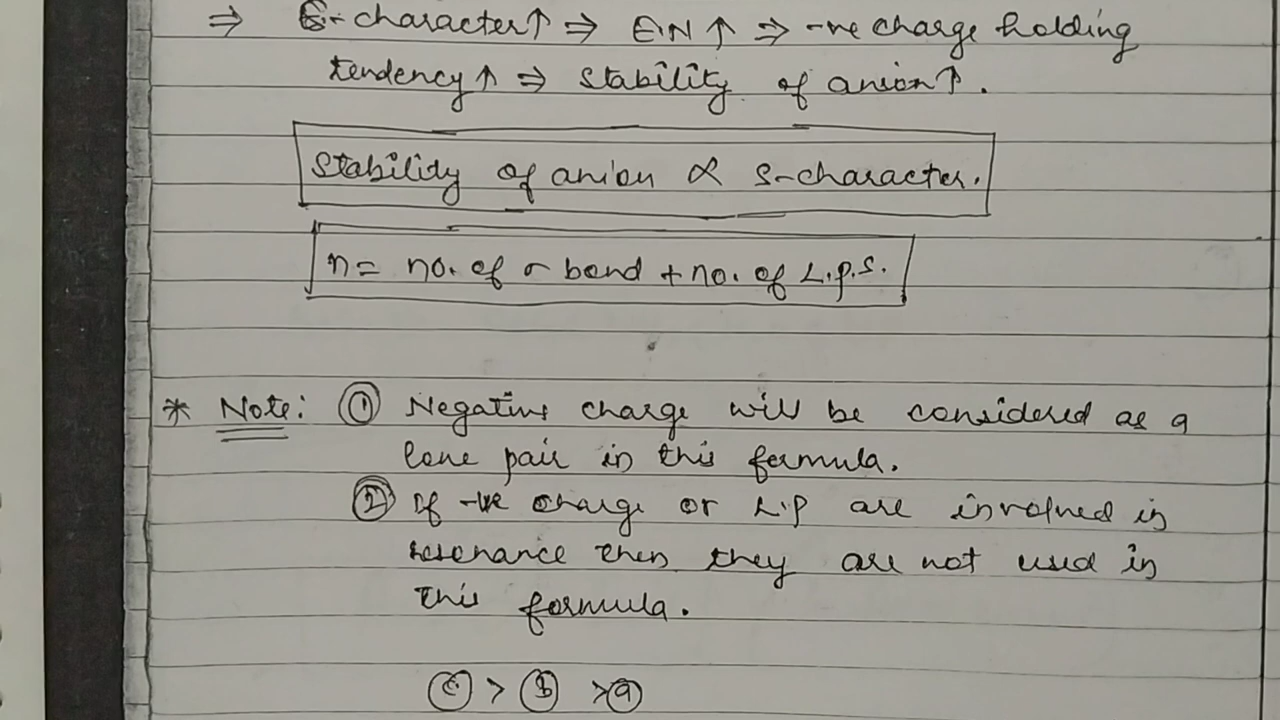 ⇒ S-character↑ ⇒ E.N ↑ ⇒ -ve charge holding
tendency↑ ⇒ stability of anion↑.
Stability of anion ∝ s-character.
n = no. of σ bond + no. of L.p.s.
* Note: ① Negative charge will be considered as a
lone pair in this formula.
② If -ve charge or L.P are involved in
resonance then they are not used in
this formula.
ⓒ > ⓑ > ⓐ